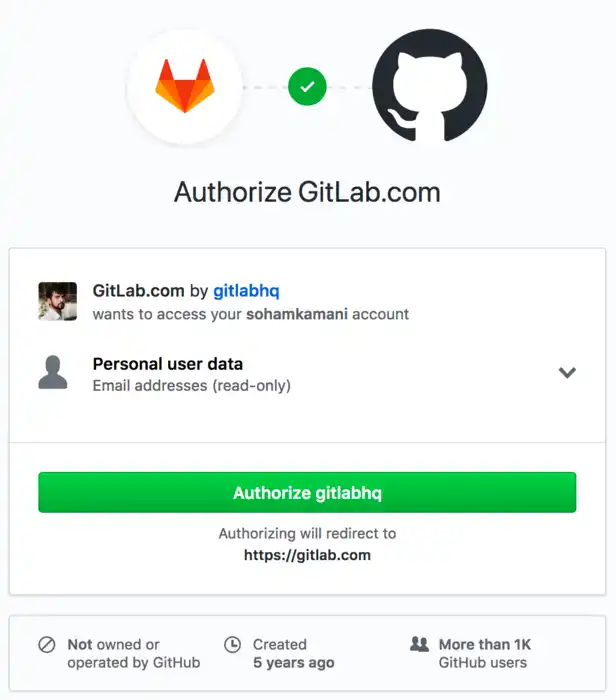 Authorize GitLab.com
GitLab.com by gitlabhq
wants to access your sohamkamani account
Personal user data
Email addresses (read-only)
Authorize gitlabhq
Authorizing will redirect to
https://gitlab.com
Not owned or
operated by GitHub
Created
5 years ago
More than 1K
GitHub users